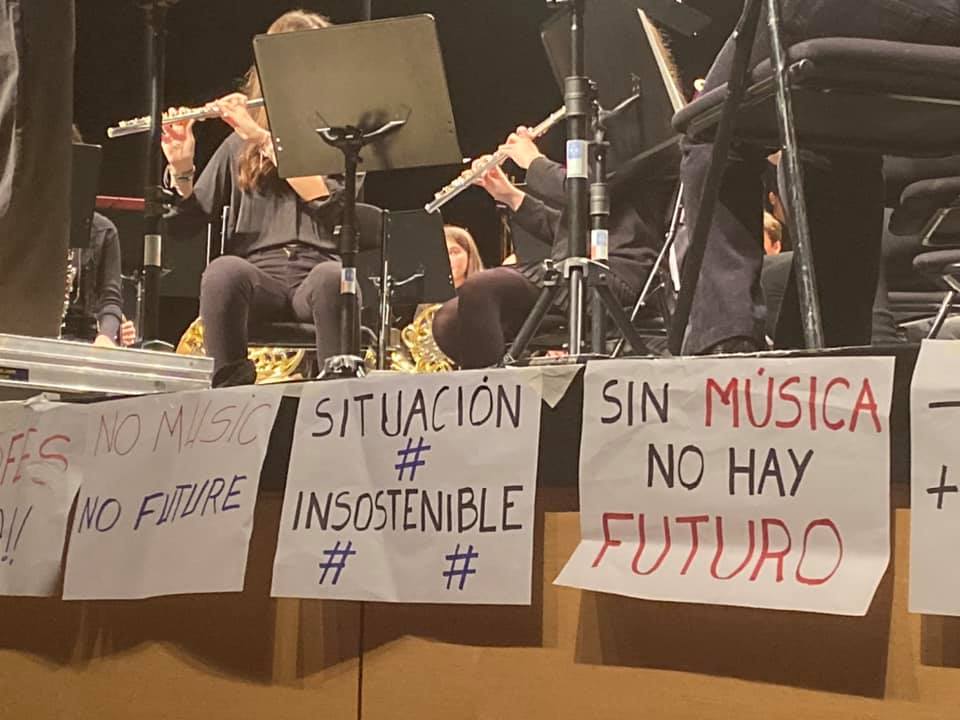 NO MUSIC
NO FUTURE
SITUACIÓN
#
INSOSTENIBLE
# #
SIN MÚSICA
NO HAY
FUTURO